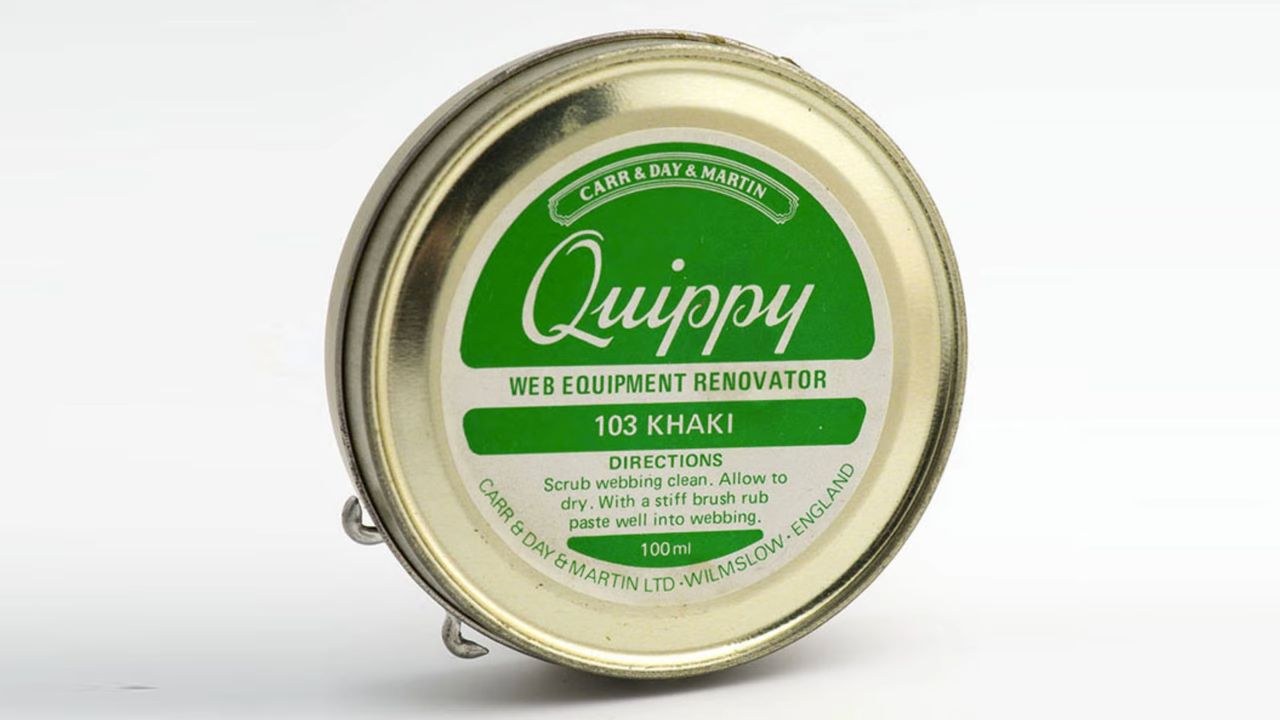 CARR & DAY & MARTIN
Quippy
WEB EQUIPMENT RENOVATOR
103 KHAKI
DIRECTIONS
Scrub webbing clean. Allow to
dry. With a stiff brush rub
paste well into webbing.
100ml
CARR & DAY & MARTIN LTD · WILMSLOW · ENGLAND